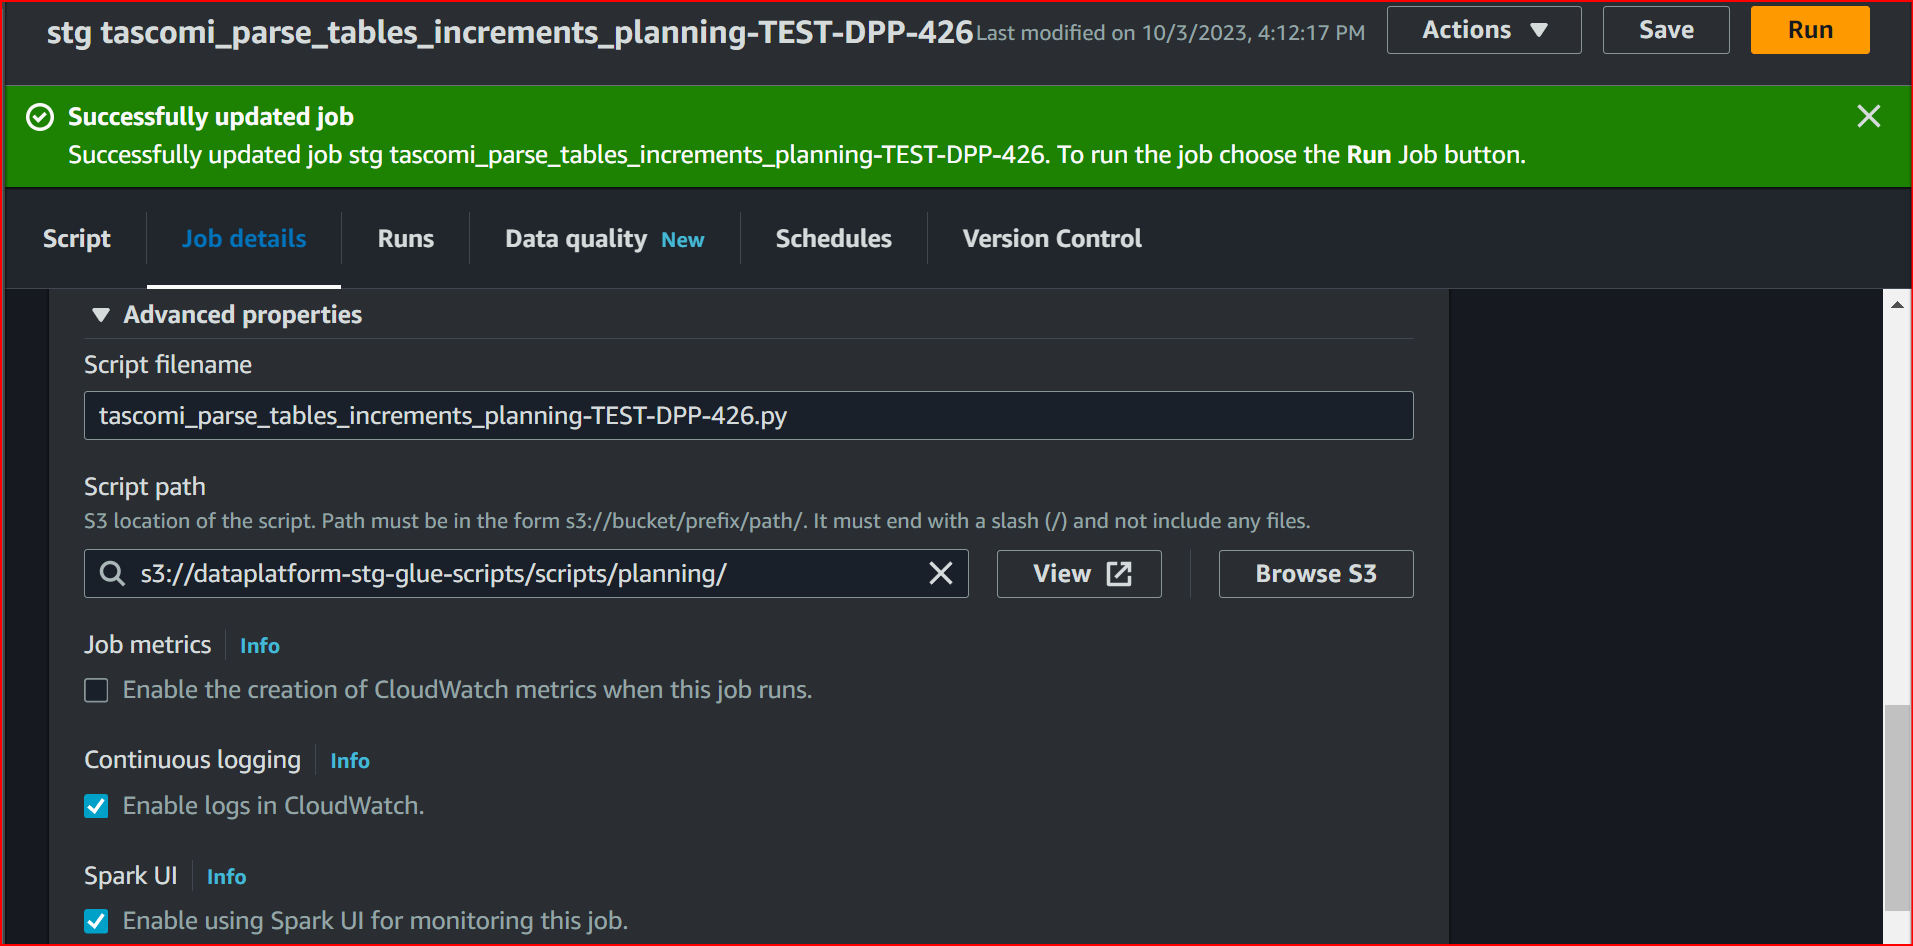 stg tascomi_parse_tables_increments_planning-TEST-DPP-426 Last modified on 10/3/2023, 4:12:17 PM Actions Save Run
Successfully updated job
Successfully updated job stg tascomi_parse_tables_increments_planning-TEST-DPP-426. To run the job choose the Run Job button.
Script Job details Runs Data quality New Schedules Version Control
Advanced properties
Script filename
tascomi_parse_tables_increments_planning-TEST-DPP-426.py
Script path
S3 location of the script. Path must be in the form s3://bucket/prefix/path/. It must end with a slash (/) and not include any files.
s3://dataplatform-stg-glue-scripts/scripts/planning/ View Browse S3
Job metrics Info
Enable the creation of CloudWatch metrics when this job runs.
Continuous logging Info
Enable logs in CloudWatch.
Spark UI Info
Enable using Spark UI for monitoring this job.